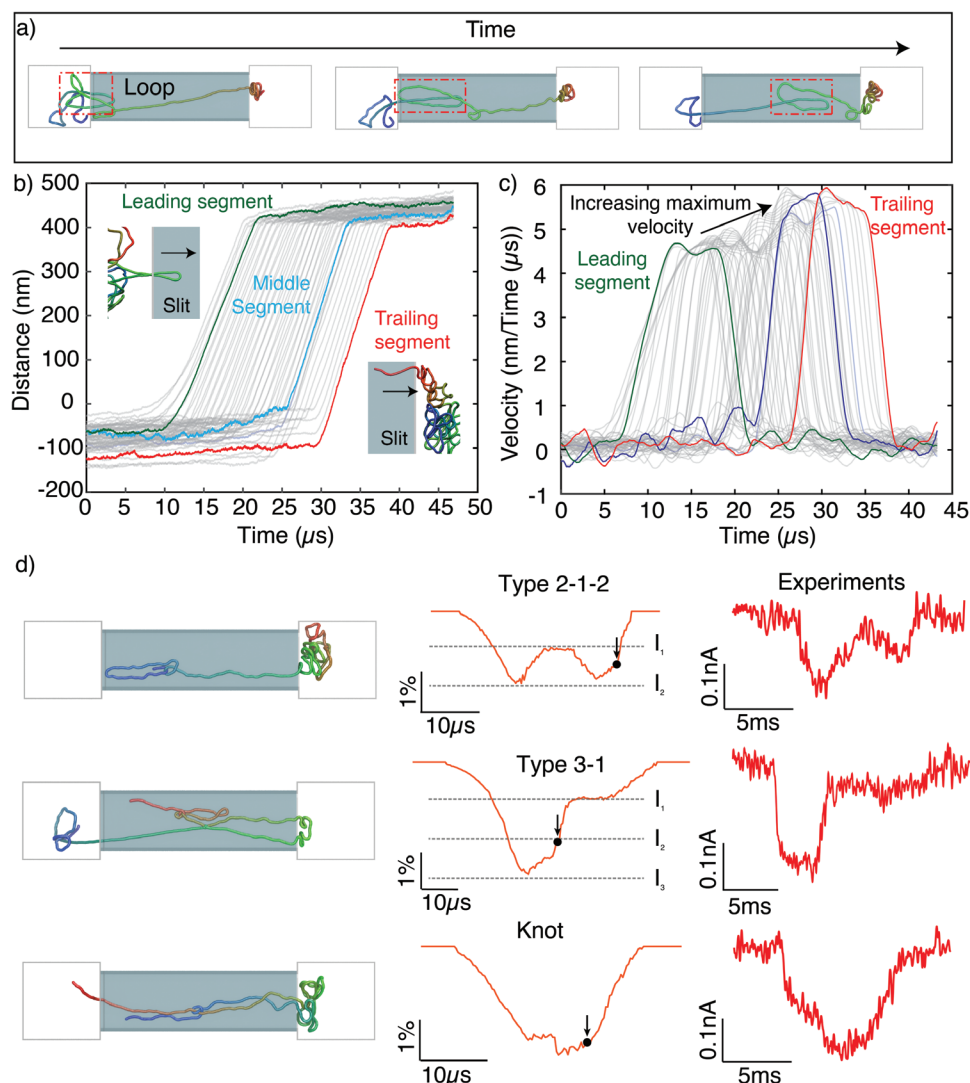 a)
Time
Loop
b)
500
400
300
200
100
400
0
-100
-200
Distance (nm)
Leading segment
Slit
Middle
Segment
Trailing
segment
Slit
0 5 10 15 20 25 30 35 40 45 50
Time (µs)
c)
6
5
4
3
2
1
0
-1
Velocity (nm/Time (µs))
Increasing maximum
velocity
Leading
segment
Trailing
segment
0 5 10 15 20 25 30 35 40 45
Time (µs)
d)
Type 2-1-2
I₁
I₂
1%
10µs
Experiments
0.1nA
5ms
Type 3-1
I₁
I₂
I₃
1%
10µs
0.1nA
5ms
Knot
1%
10µs
0.1nA
5ms